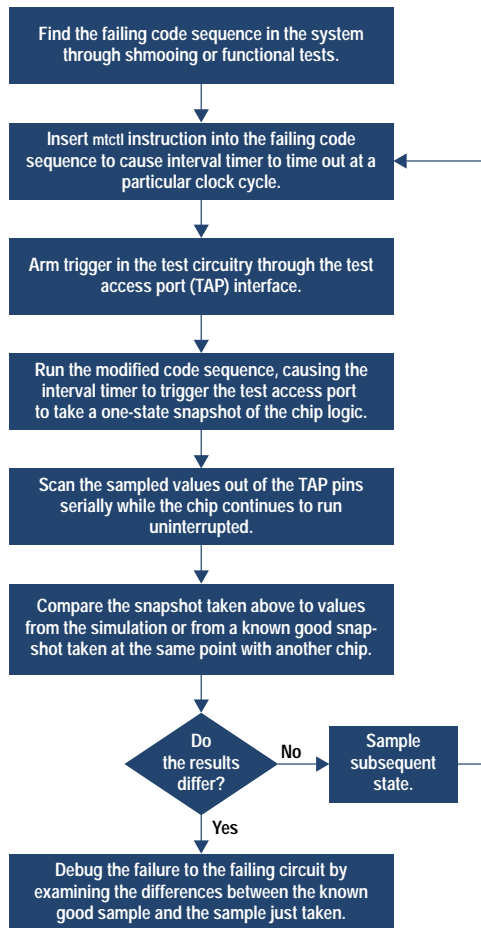 Find the failing code sequence in the system
through shmooing or functional tests.
Insert mtctl instruction into the failing code
sequence to cause interval timer to time out at a
particular clock cycle.
Arm trigger in the test circuitry through the test
access port (TAP) interface.
Run the modified code sequence, causing the
interval timer to trigger the test access port
to take a one-state snapshot of the chip logic.
Scan the sampled values out of the TAP pins
serially while the chip continues to run
uninterrupted.
Compare the snapshot taken above to values
from the simulation or from a known good snap-
shot taken at the same point with another chip.
Do
the results
differ?
No
Sample
subsequent
state.
Yes
Debug the failure to the failing circuit by
examining the differences between the known
good sample and the sample just taken.